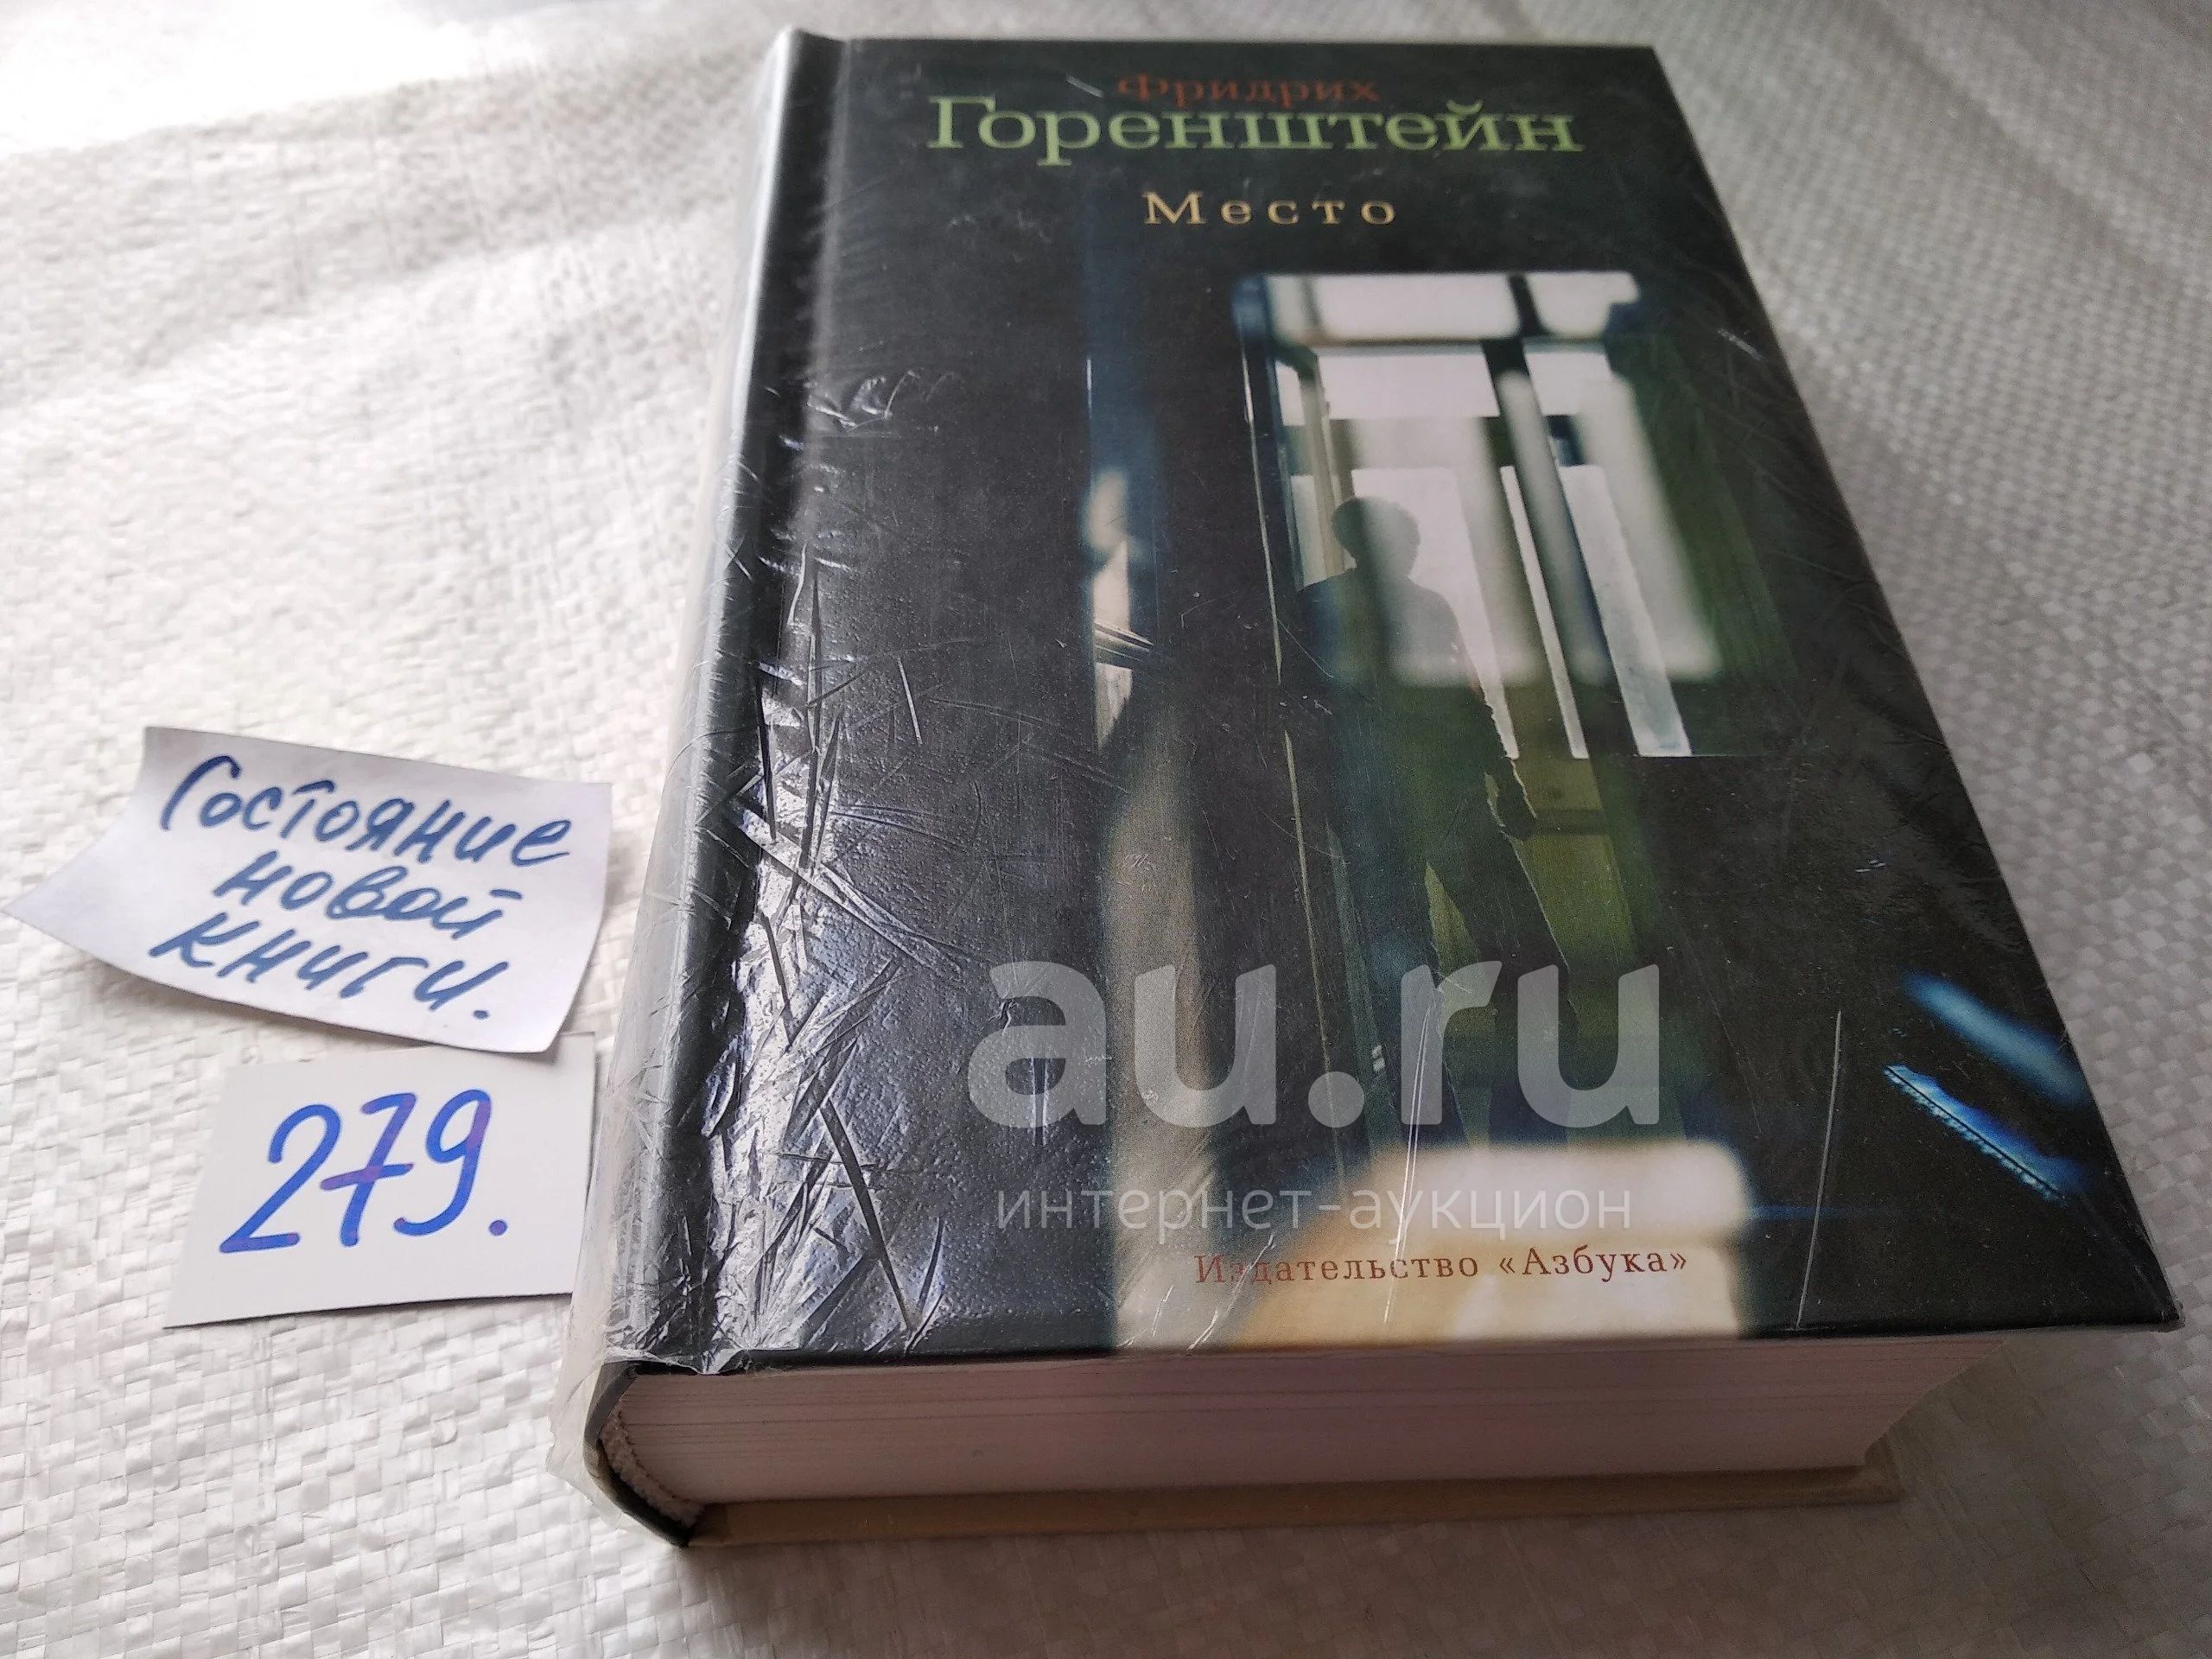 Фридрих
Горенштейн
Место
Состояние
новой
книги.
279.
au.ru
интернет-аукцион
Издательство «Азбука»